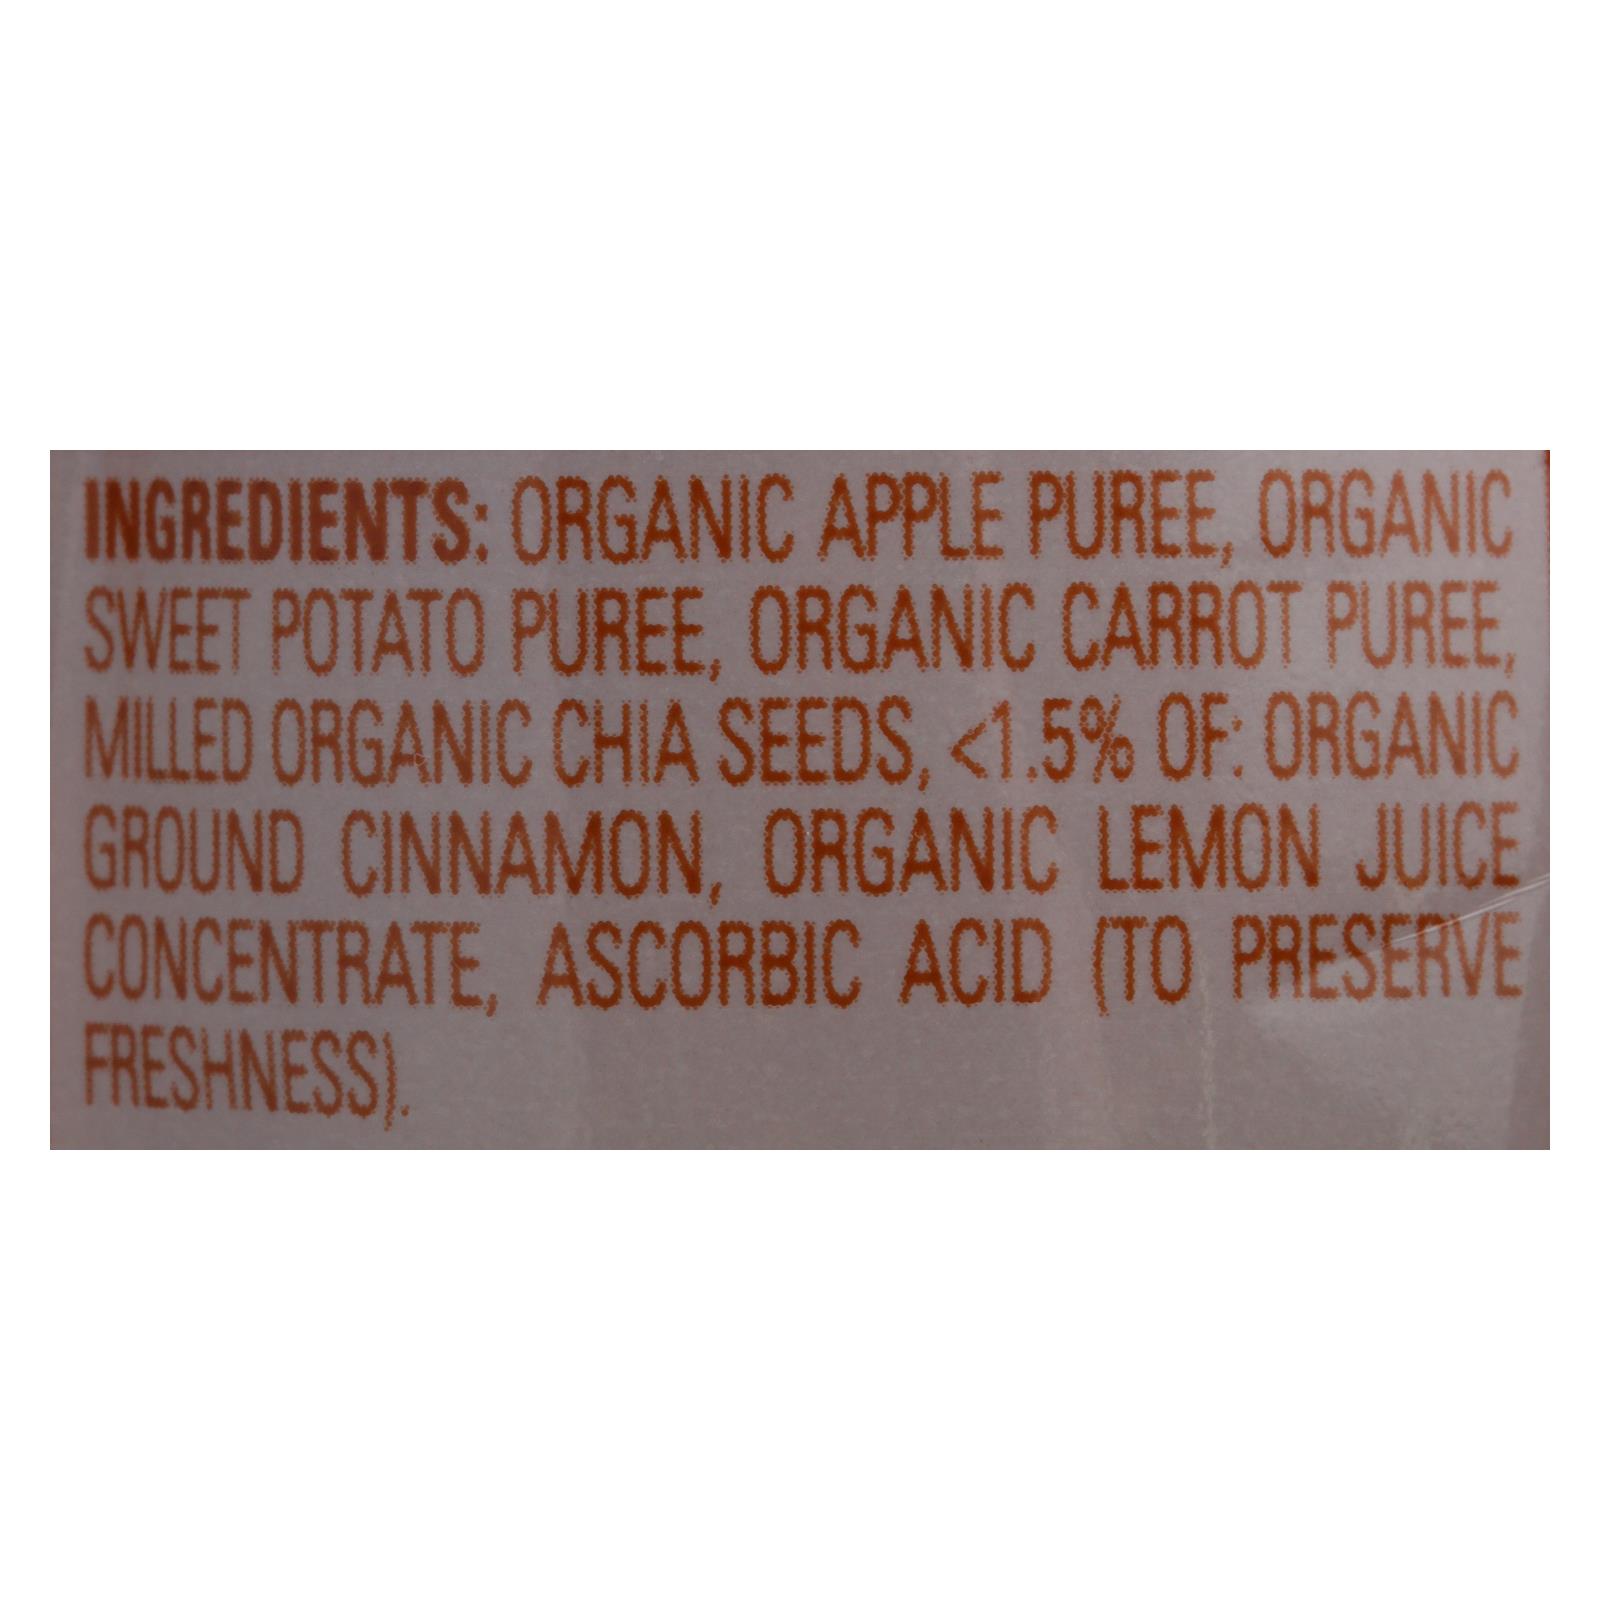 INGREDIENTS: ORGANIC APPLE PUREE, ORGANIC
SWEET POTATO PUREE, ORGANIC CARROT PUREE,
MILLED ORGANIC CHIA SEEDS, <1.5% OF: ORGANIC
GROUND CINNAMON, ORGANIC LEMON JUICE
CONCENTRATE, ASCORBIC ACID (TO PRESERVE
FRESHNESS).